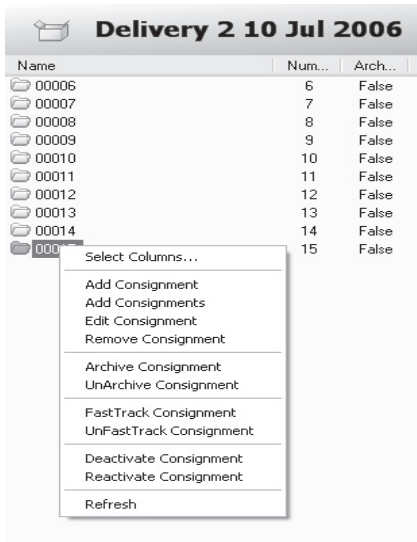 Delivery 2 10 Jul 2006
Name Num... Arch...
00006 6 False
00007 7 False
00008 8 False
00009 9 False
00010 10 False
00011 11 False
00012 12 False
00013 13 False
00014 14 False
15 False
Select Columns...
Add Consignment
Add Consignments
Edit Consignment
Remove Consignment
Archive Consignment
UnArchive Consignment
FastTrack Consignment
UnFastTrack Consignment
Deactivate Consignment
Reactivate Consignment
Refresh